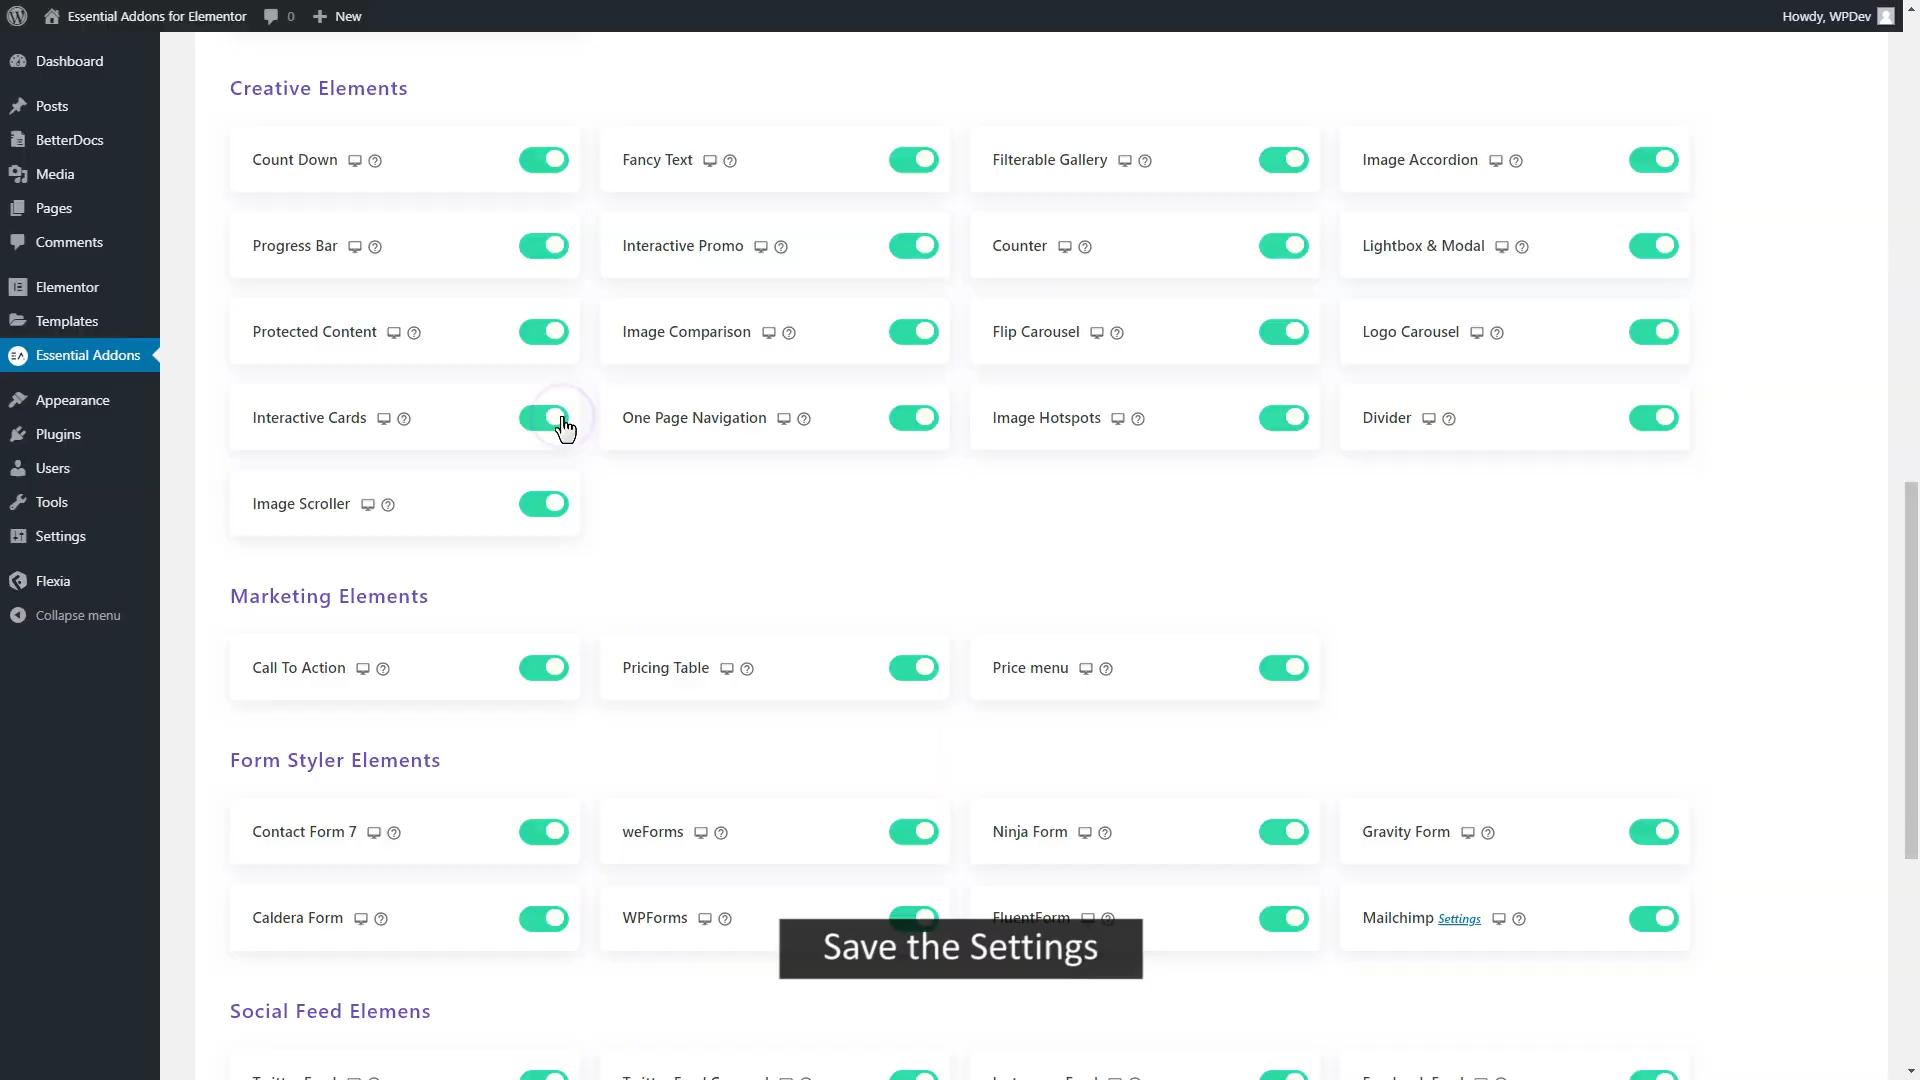 Essential Addons for Elementor 0 New Howdy, WPDev
Dashboard
Posts
BetterDocs
Media
Pages
Comments
Elementor
Templates
Essential Addons
Appearance
Plugins
Users
Tools
Settings
Flexia
Collapse menu
Creative Elements
Count Down Fancy Text Filterable Gallery Image Accordion
Progress Bar Interactive Promo Counter Lightbox & Modal
Protected Content Image Comparison Flip Carousel Logo Carousel
Interactive Cards One Page Navigation Image Hotspots Divider
Image Scroller
Marketing Elements
Call To Action Pricing Table Price menu
Form Styler Elements
Contact Form 7 weForms Ninja Form Gravity Form
Caldera Form WPForms FluentForm Mailchimp Settings
Save the Settings
Social Feed Elemens